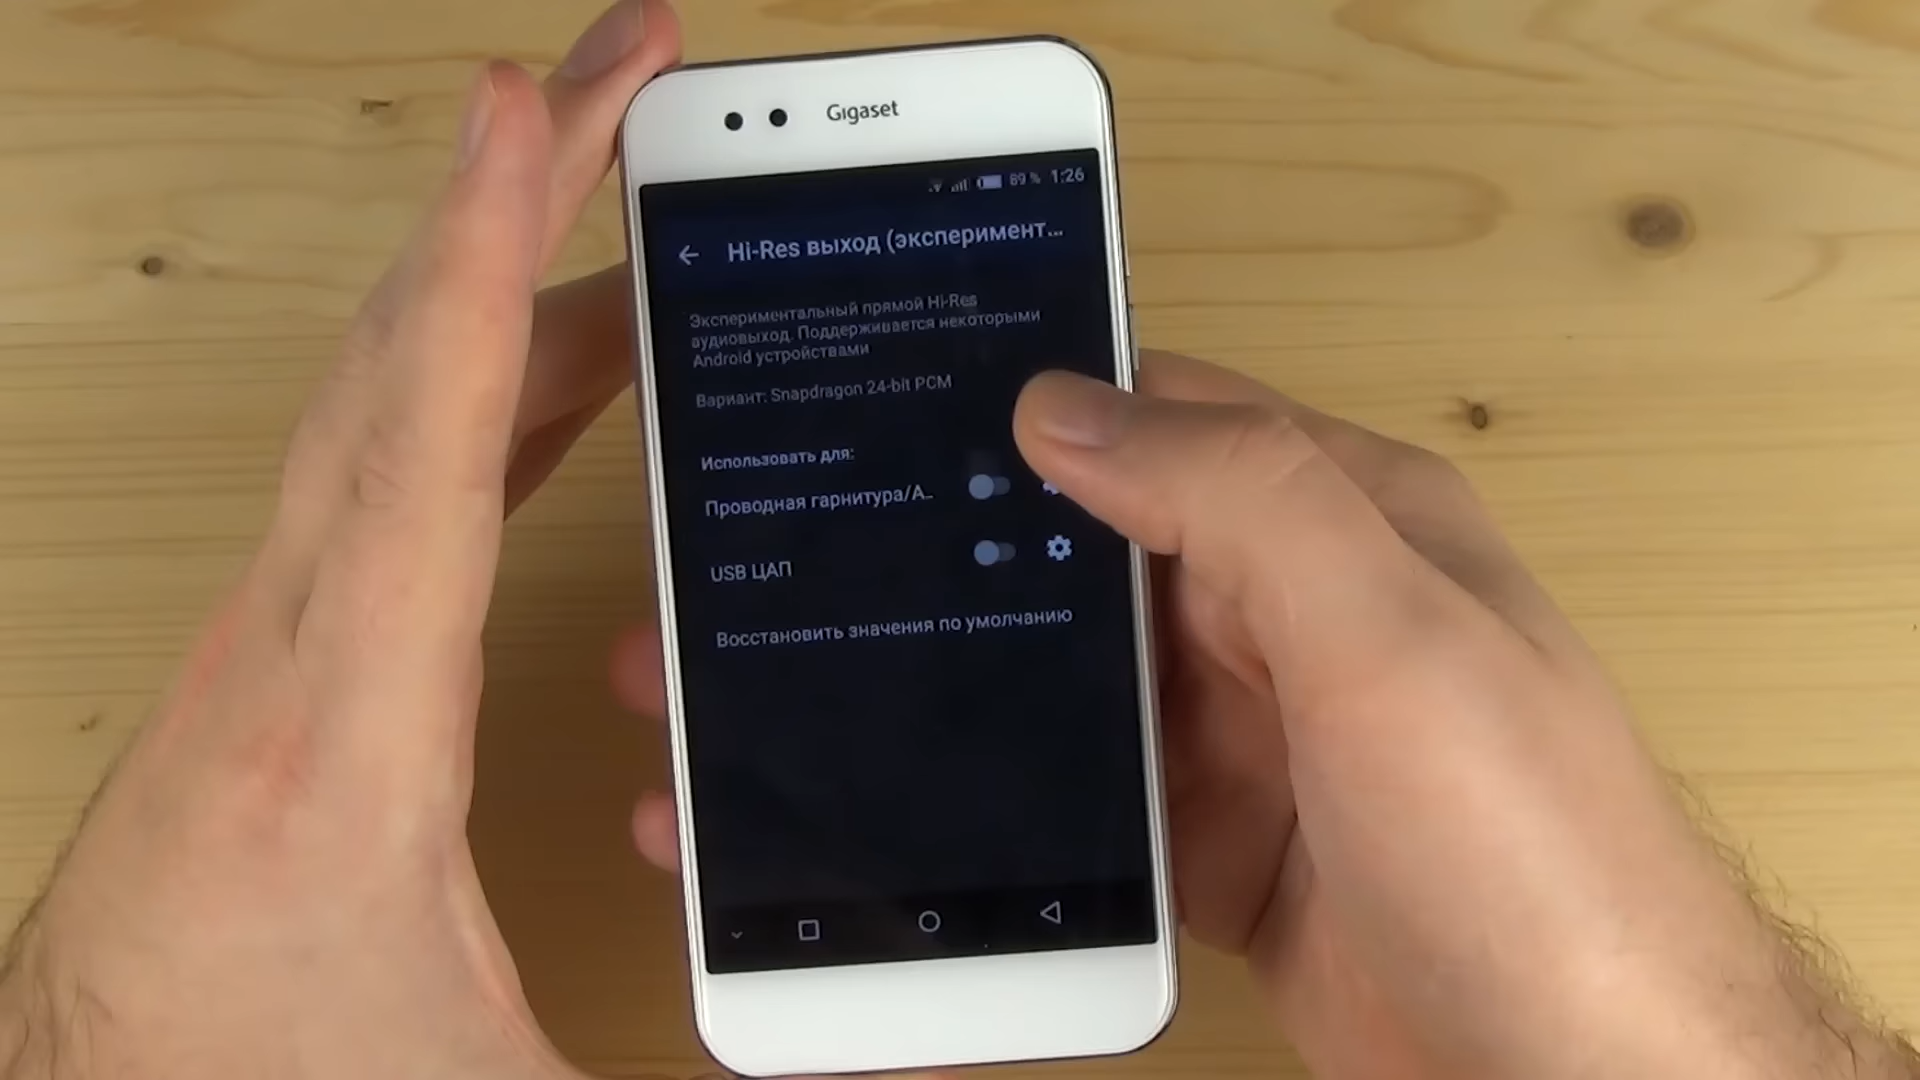 Gigaset
89 % 1:26
Hi-Res выход (эксперимент...
Экспериментальный прямой Hi-Res
аудиовыход. Поддерживается некоторыми
Android устройствами
Вариант: Snapdragon 24-bit PCM
Использовать для:
Проводная гарнитура/A...
USB ЦАП
Восстановить значения по умолчанию